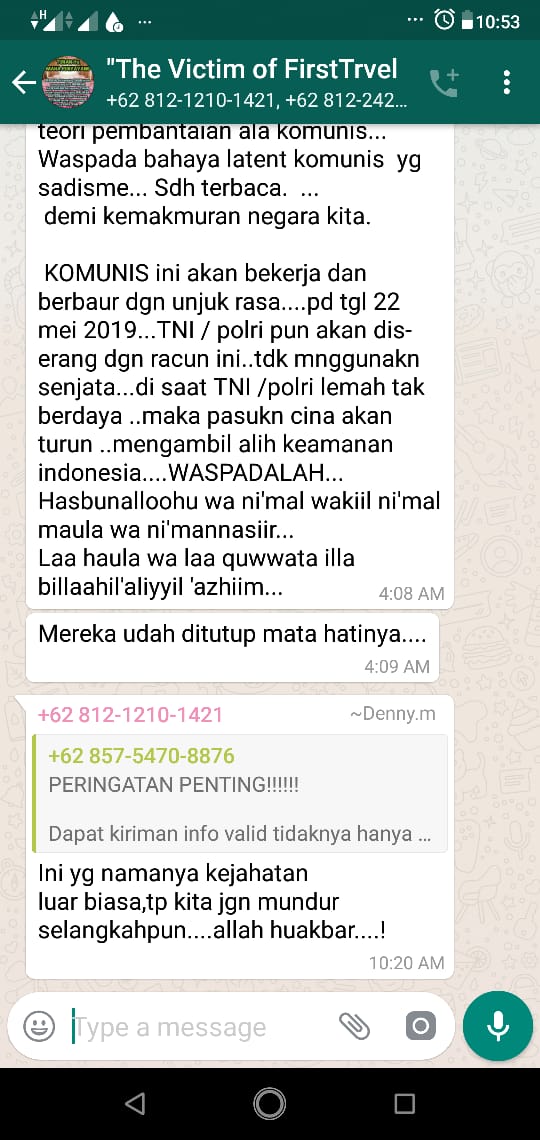 H
10:53
"The Victim of FirstTrvel
+62 812-1210-1421, +62 812-242...
teori pembantaian ala komunis...
Waspada bahaya latent komunis yg
sadisme... Sdh terbaca. ...
demi kemakmuran negara kita.
KOMUNIS ini akan bekerja dan
berbaur dgn unjuk rasa....pd tgl 22
mei 2019...TNI / polri pun akan dis-
erang dgn racun ini..tdk mnggunakn
senjata...di saat TNI /polri lemah tak
berdaya ..maka pasukn cina akan
turun ..mengambil alih keamanan
indonesia....WASPADALAH...
Hasbunalloohu wa ni'mal wakiil ni'mal
maula wa ni'mannasiir...
Laa haula wa laa quwwata illa
billaahil'aliyyil 'azhiim...
4:08 AM
Mereka udah ditutup mata hatinya....
4:09 AM
+62 812-1210-1421 ~Denny.m
+62 857-5470-8876
PERINGATAN PENTING!!!!!!
Dapat kiriman info valid tidaknya hanya ...
Ini yg namanya kejahatan
luar biasa,tp kita jgn mundur
selangkahpun....allah huakbar....!
10:20 AM
Type a message